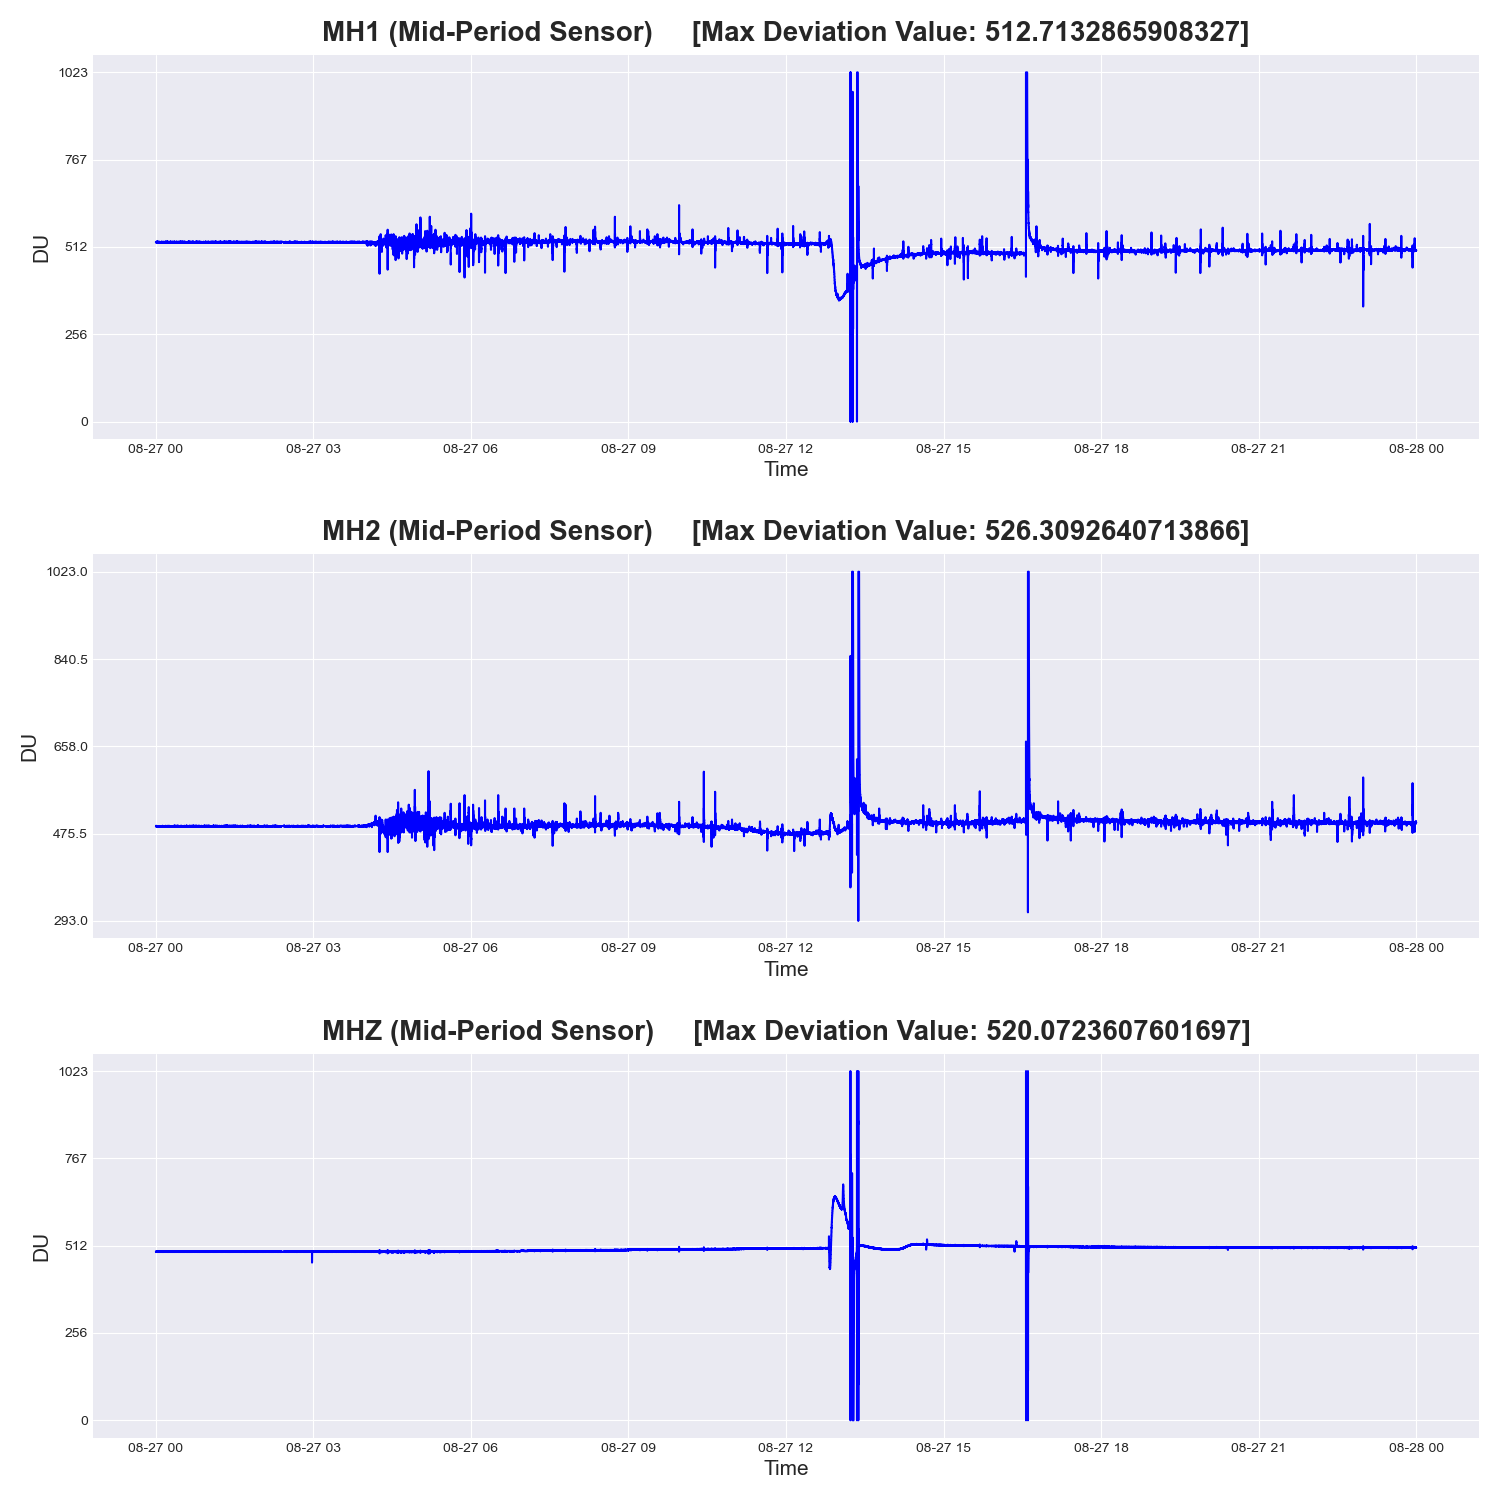 MH1 (Mid-Period Sensor) [Max Deviation Value: 512.7132865908327]
1023
767
512
256
0
DU
08-27 00 08-27 03 08-27 06 08-27 09 08-27 12 08-27 15 08-27 18 08-27 21 08-28 00
Time
MH2 (Mid-Period Sensor) [Max Deviation Value: 526.3092640713866]
1023.0
840.5
658.0
475.5
293.0
DU
08-27 00 08-27 03 08-27 06 08-27 09 08-27 12 08-27 15 08-27 18 08-27 21 08-28 00
Time
MHZ (Mid-Period Sensor) [Max Deviation Value: 520.0723607601697]
1023
767
512
256
0
DU
08-27 00 08-27 03 08-27 06 08-27 09 08-27 12 08-27 15 08-27 18 08-27 21 08-28 00
Time